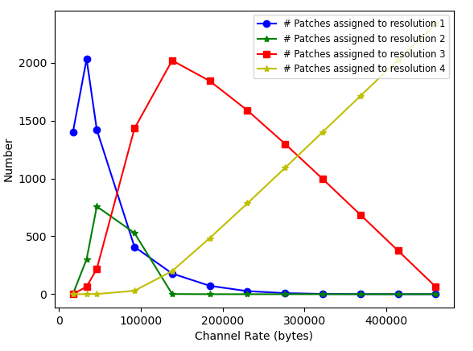 # Patches assigned to resolution 1
# Patches assigned to resolution 2
# Patches assigned to resolution 3
# Patches assigned to resolution 4
2000
1500
1000
500
0
Number
0 100000 200000 300000 400000
Channel Rate (bytes)